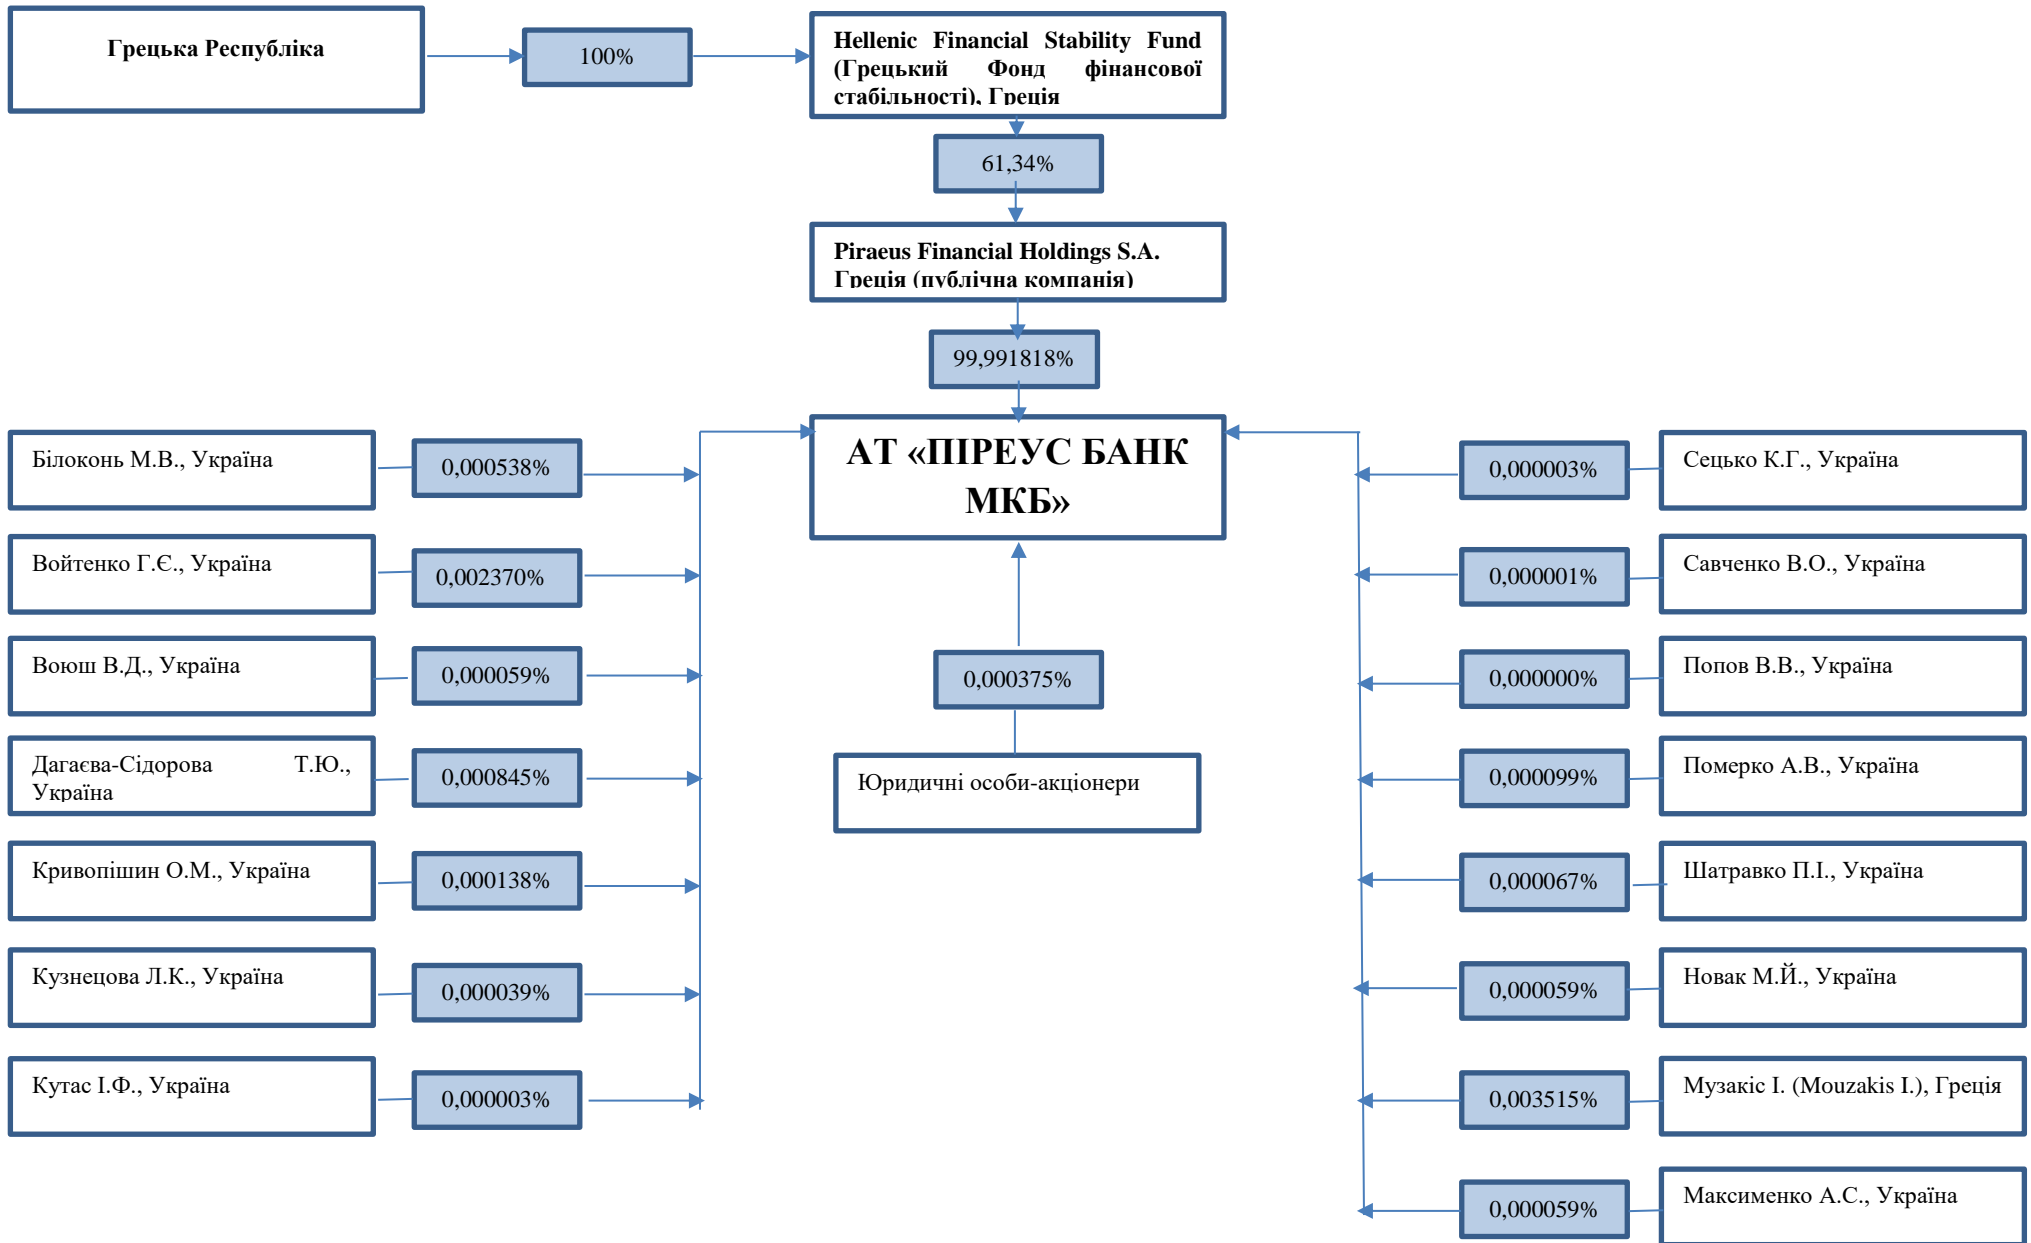 Грецька Республіка
100%
Hellenic Financial Stability Fund
(Грецький Фонд фінансової
стабільності), Греція
61,34%
Piraeus Financial Holdings S.A.
Греція (публічна компанія)
99,991818%
АТ «ПІРЕУС БАНК
МКБ»
Білоконь М.В., Україна
0,000538%
Войтенко Г.Є., Україна
0,002370%
Воюш В.Д., Україна
0,000059%
Дагаєва-Сідорова Т.Ю.,
Україна
0,000845%
Кривопішин О.М., Україна
0,000138%
Кузнецова Л.К., Україна
0,000039%
Кутас І.Ф., Україна
0,000003%
0,000375%
Юридичні особи-акціонери
0,000003%
Сецько К.Г., Україна
0,000001%
Савченко В.О., Україна
0,000000%
Попов В.В., Україна
0,000099%
Померко А.В., Україна
0,000067%
Шатравко П.І., Україна
0,000059%
Новак М.Й., Україна
0,003515%
Музакіс І. (Mouzakis I.), Греція
0,000059%
Максименко А.С., Україна